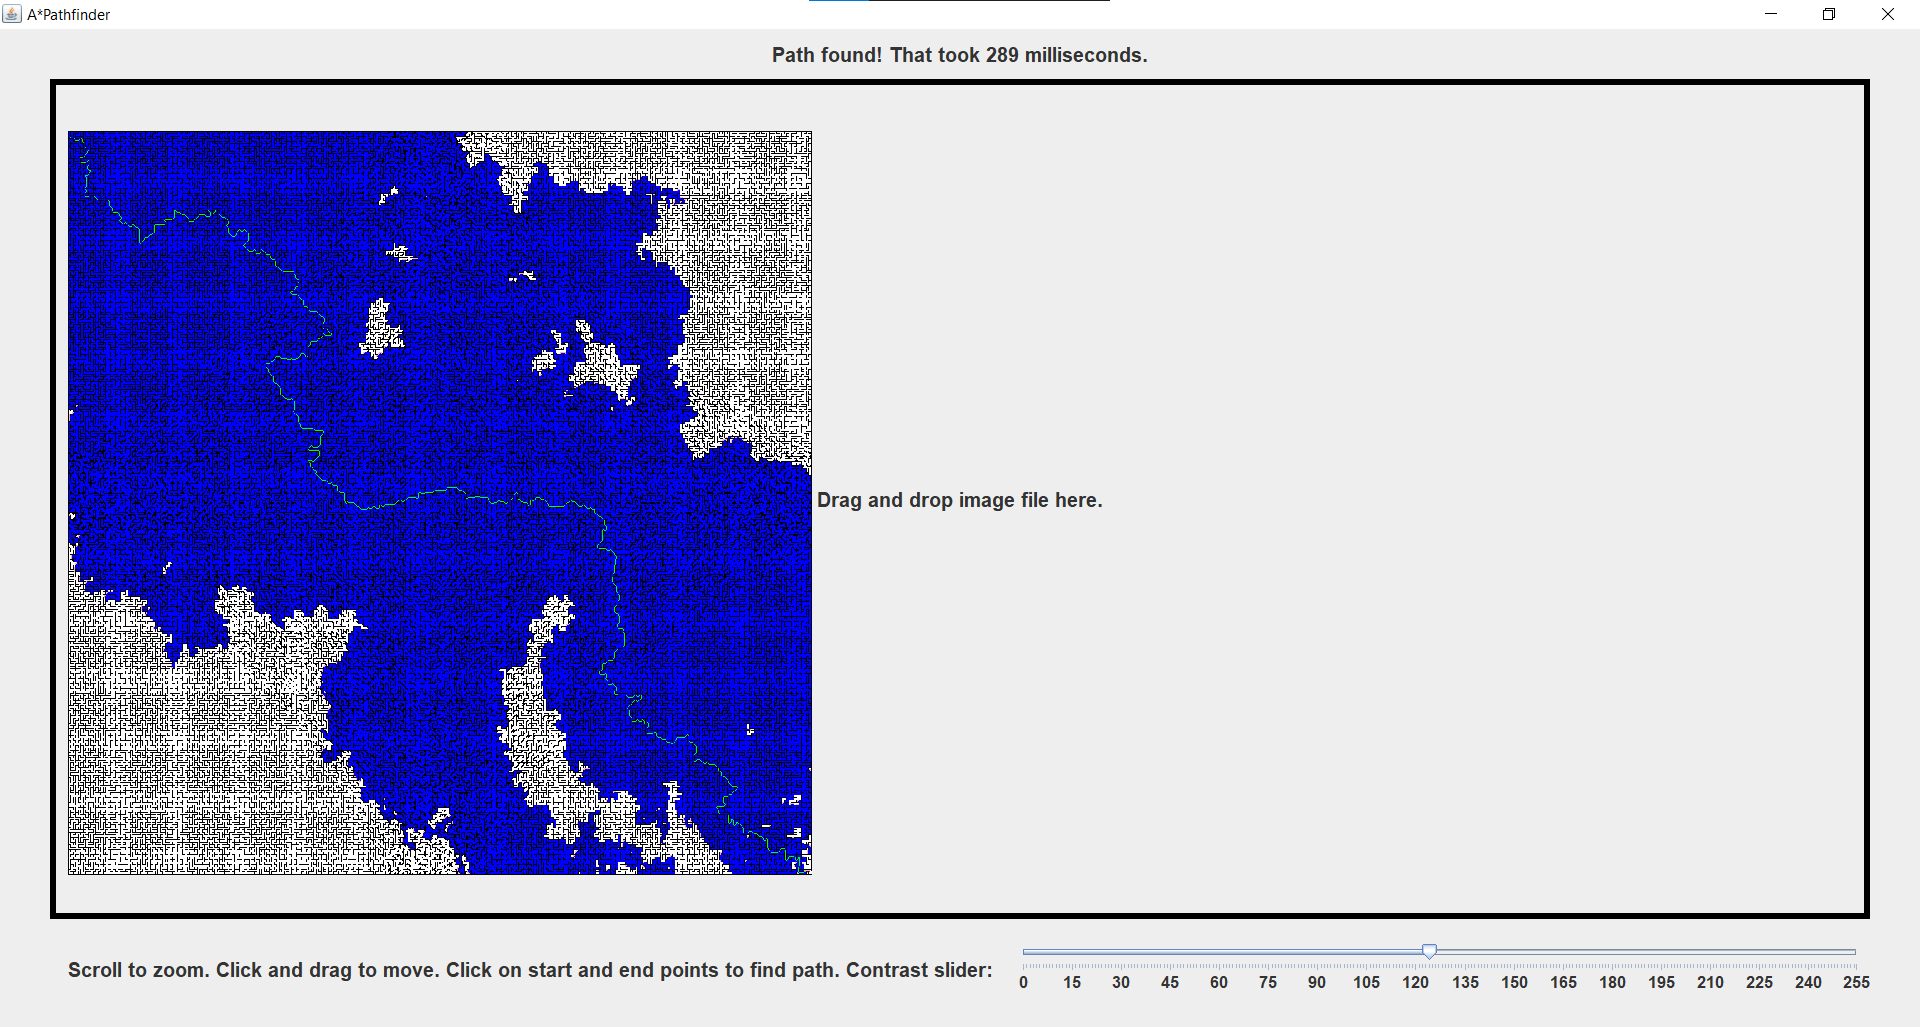 A*Pathfinder
Path found! That took 289 milliseconds.
Drag and drop image file here.
Scroll to zoom. Click and drag to move. Click on start and end points to find path. Contrast slider:
0 15 30 45 60 75 90 105 120 135 150 165 180 195 210 225 240 255